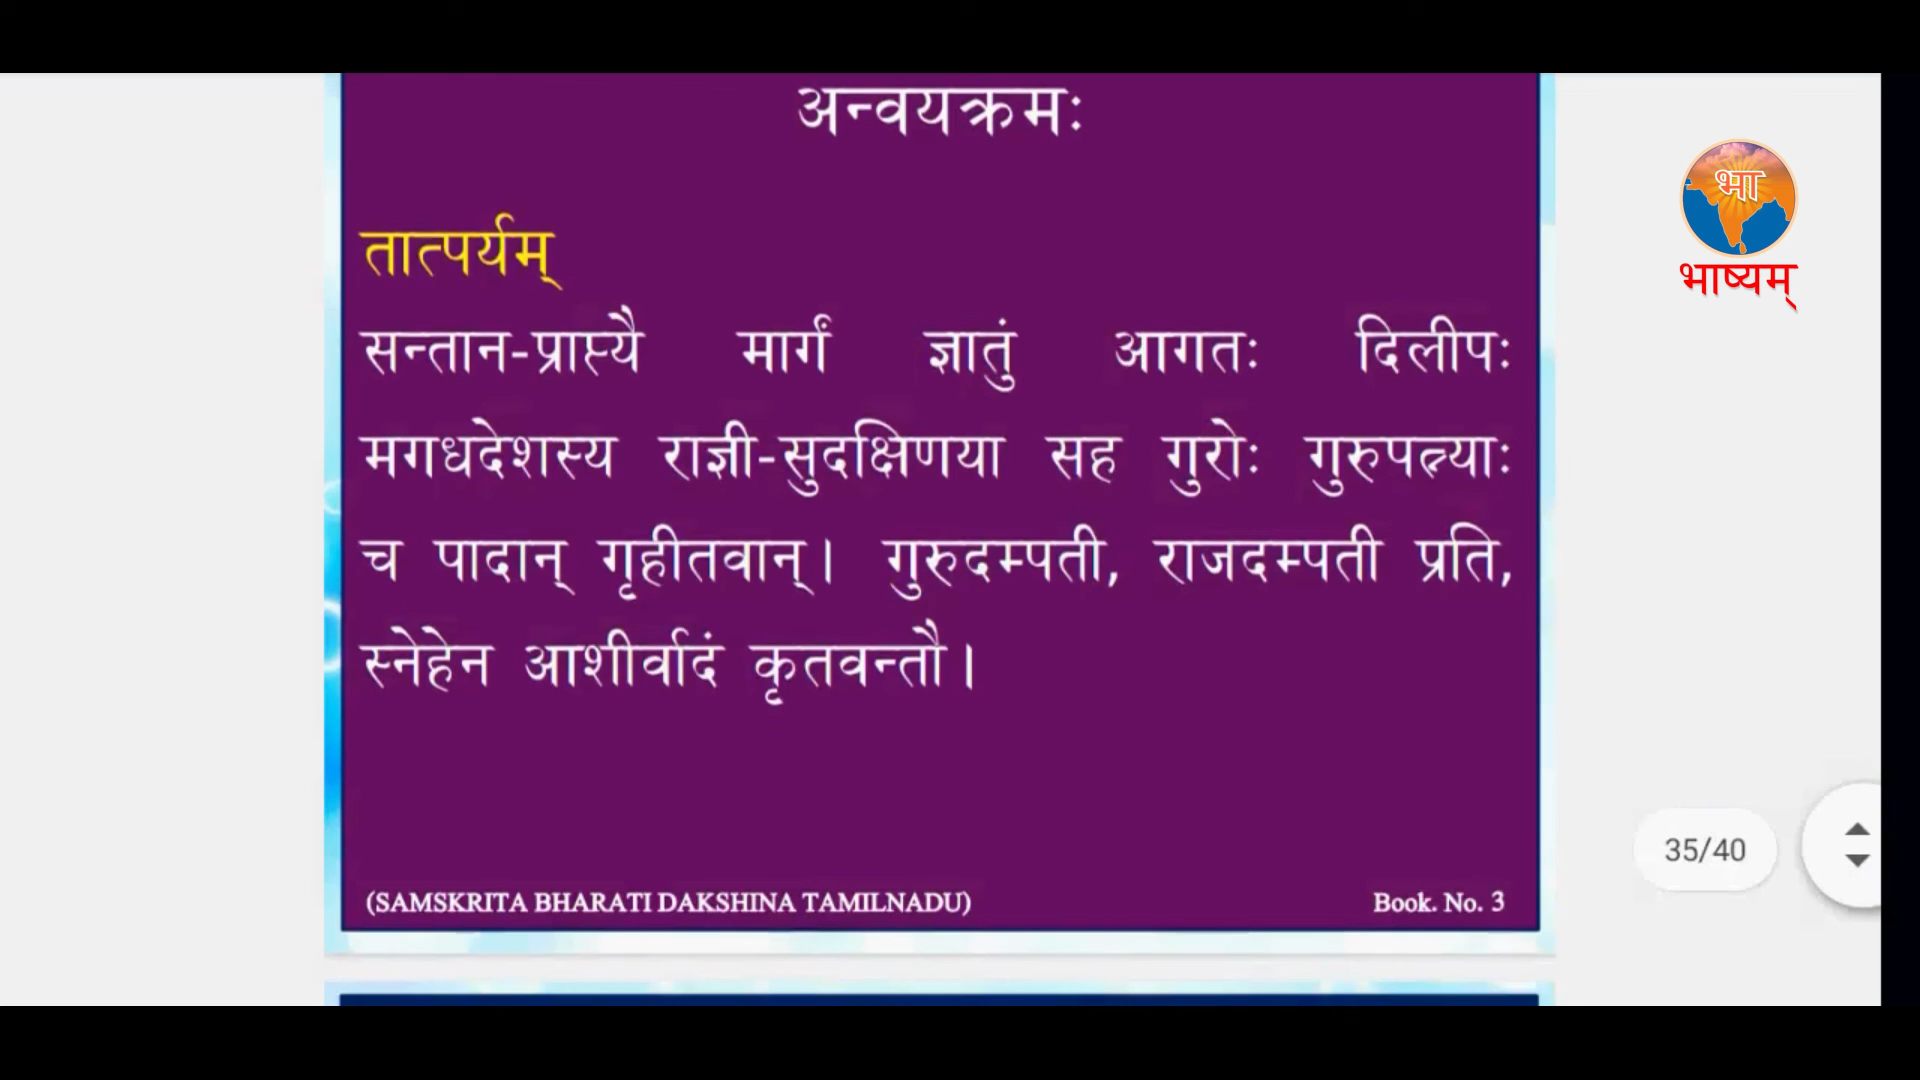 अन्वयक्रमः
भा
भाष्यम्
तात्पर्यम्
सन्तान-प्राप्त्यै मार्गं ज्ञातुं आगतः दिलीपः
मगधदेशस्य राज्ञी-सुदक्षिणया सह गुरोः गुरुपत्न्याः
च पादान् गृहीतवान्। गुरुदम्पती, राजदम्पती प्रति,
स्नेहेन आशीर्वादं कृतवन्तौ।
35/40
(SAMSKRITA BHARATI DAKSHINA TAMILNADU) Book. No. 3